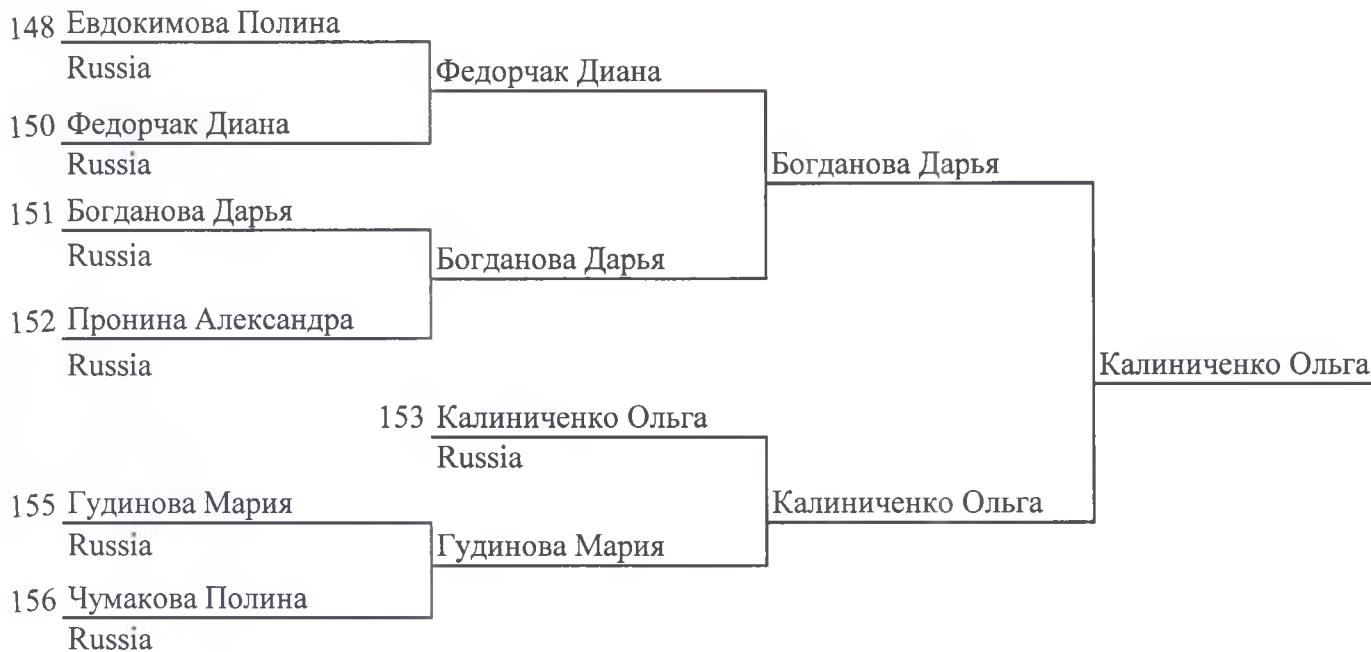 148 Евдокимова Полина
Russia
Федорчак Диана
150 Федорчак Диана
Russia
Богданова Дарья
151 Богданова Дарья
Russia
Богданова Дарья
152 Пронина Александра
Russia
Калиниченко Ольга
153 Калиниченко Ольга
Russia
155 Гудинова Мария
Калиниченко Ольга
Russia
Гудинова Мария
156 Чумакова Полина
Russia